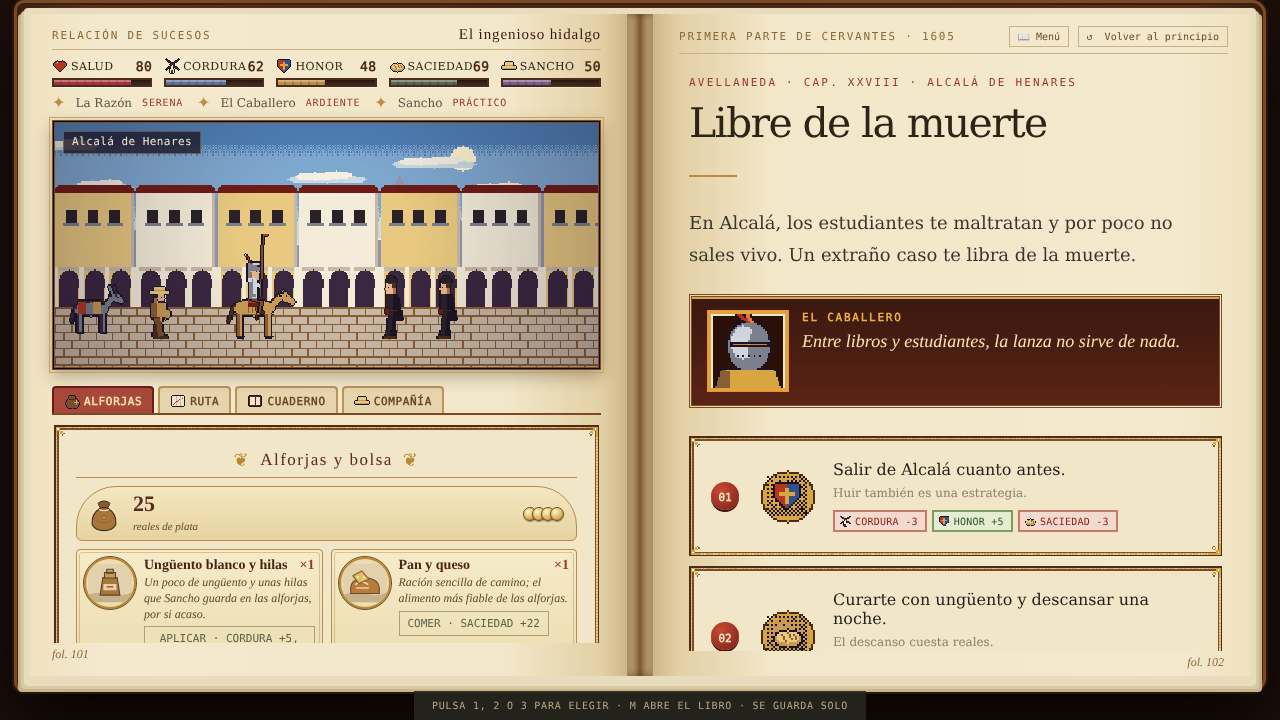 RELACIÓN DE SUCESOS
El ingenioso hidalgo
SALUD 80
CORDURA 62
HONOR 48
SACIEDAD 69
SANCHO 50
La Razón SERENA
El Caballero ARDIENTE
Sancho PRÁCTICO
Alcalá de Henares
ALFORJAS
RUTA
CUADERNO
COMPAÑÍA
Alforjas y bolsa
25
reales de plata
Ungüento blanco y hilas ×1
Un poco de ungüento y unas hilas
que Sancho guarda en las alforjas,
por si acaso.
APLICAR · CORDURA +5,
Pan y queso ×1
Ración sencilla de camino; el
alimento más fiable de las alforjas.
COMER · SACIEDAD +22
fol. 101
PRIMERA PARTE DE CERVANTES · 1605
Menú
↺ Volver al principio
AVELLANEDA · CAP. XXVIII · ALCALÁ DE HENARES
Libre de la muerte
En Alcalá, los estudiantes te maltratan y por poco no
sales vivo. Un extraño caso te libra de la muerte.
EL CABALLERO
Entre libros y estudiantes, la lanza no sirve de nada.
01
Salir de Alcalá cuanto antes.
Huir también es una estrategia.
CORDURA -3
HONOR +5
SACIEDAD -3
02
Curarte con ungüento y descansar una
noche.
El descanso cuesta reales.
fol. 102
PULSA 1, 2 O 3 PARA ELEGIR · M ABRE EL LIBRO · SE GUARDA SOLO